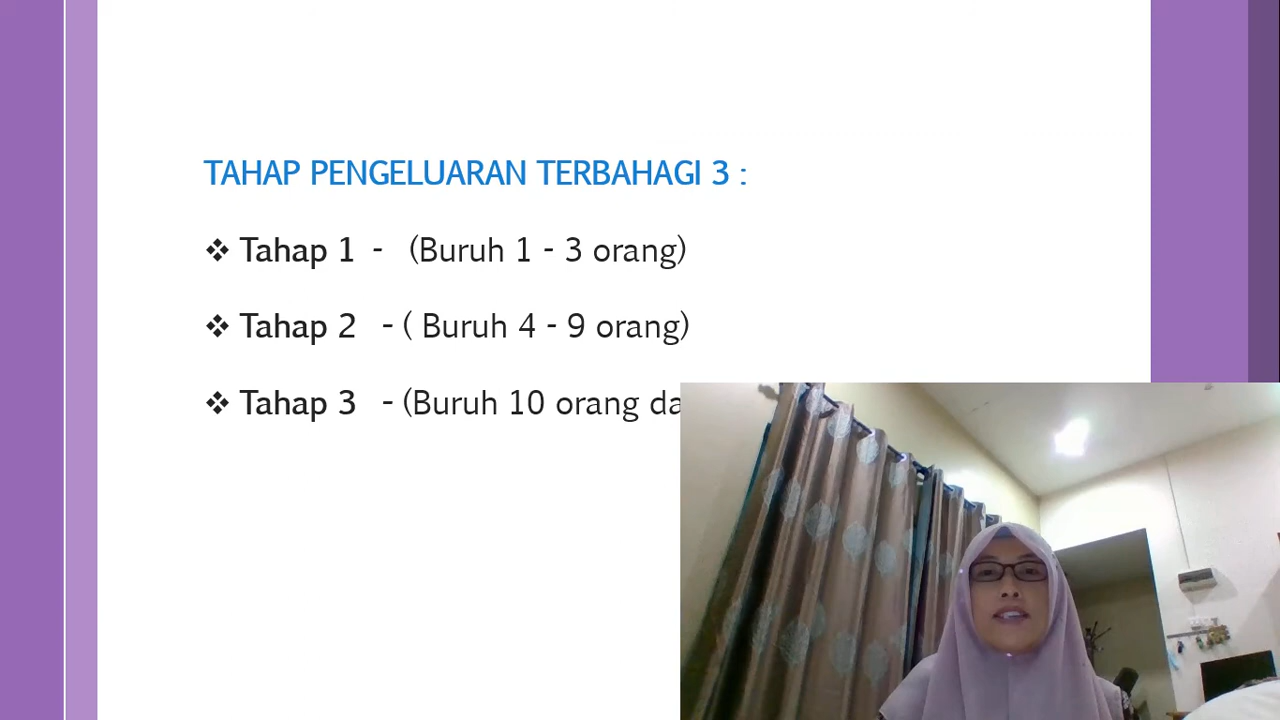 TAHAP PENGELUARAN TERBAHAGI 3 :
❖ Tahap 1 - (Buruh 1 - 3 orang)
❖ Tahap 2 - ( Buruh 4 - 9 orang)
❖ Tahap 3 - (Buruh 10 orang